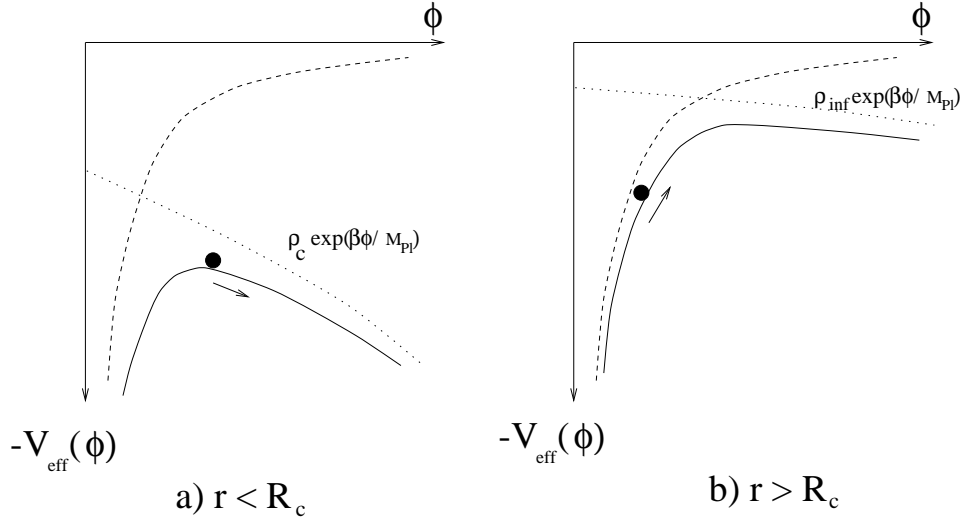 ϕ
ρ_c exp(βϕ/ M_Pl)
-V_eff(ϕ)
a) r < R_c
ϕ
ρ_inf exp(βϕ/ M_Pl)
-V_eff(ϕ)
b) r > R_c